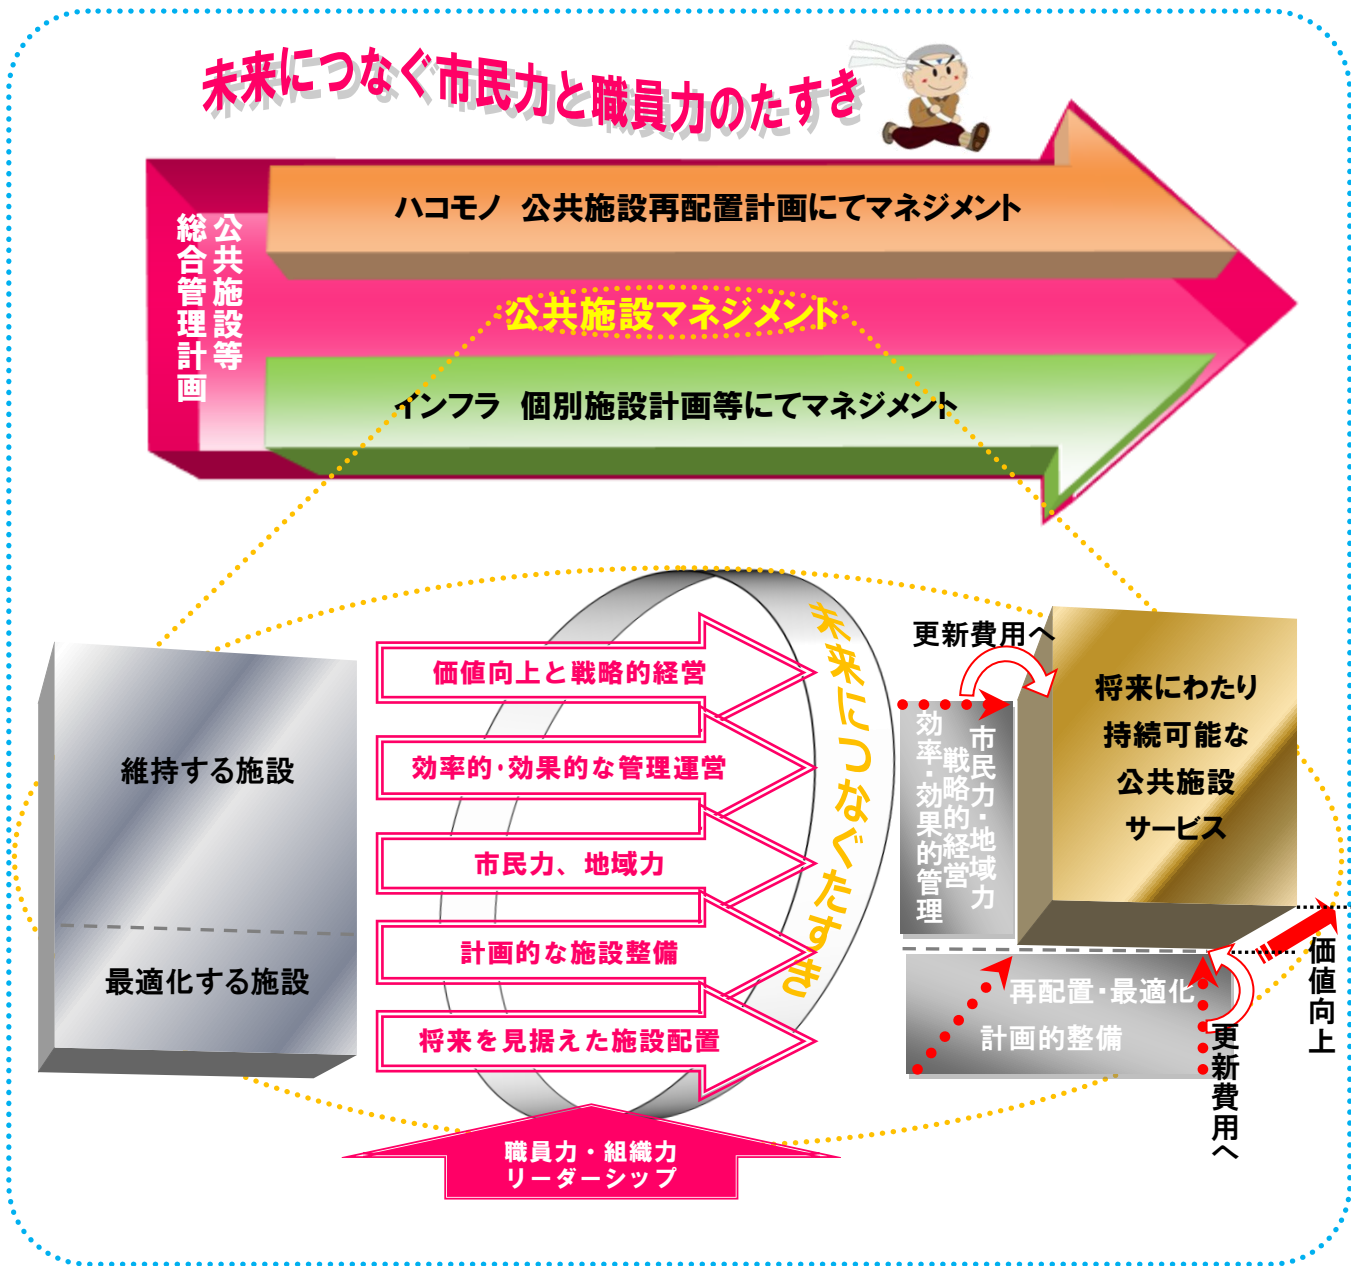 未来につなぐ市民力と職員力のたすき
ハコモノ 公共施設再配置計画にてマネジメント
公共施設等
総合管理計画
公共施設マネジメント
インフラ 個別施設計画等にてマネジメント
維持する施設
最適化する施設
価値向上と戦略的経営
効率的・効果的な管理運営
市民力、地域力
計画的な施設整備
将来を見据えた施設配置
未来につなぐたすき
職員力・組織力
リーダーシップ
更新費用へ
市民力・地域力
戦略的経営
効率・効果的管理
将来にわたり
持続可能な
公共施設
サービス
再配置・最適化
計画的整備
更新費用へ
価値向上